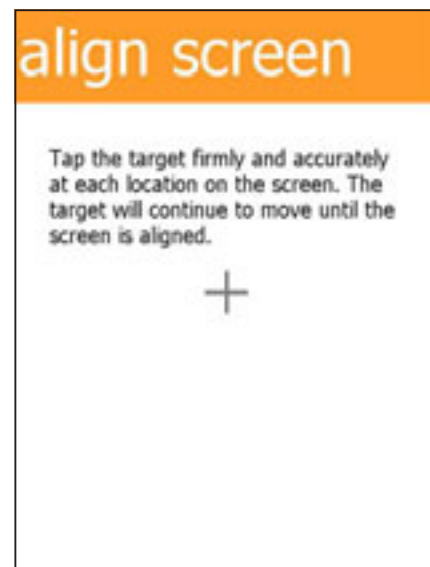 align screen
Tap the target firmly and accurately
at each location on the screen. The
target will continue to move until the
screen is aligned.